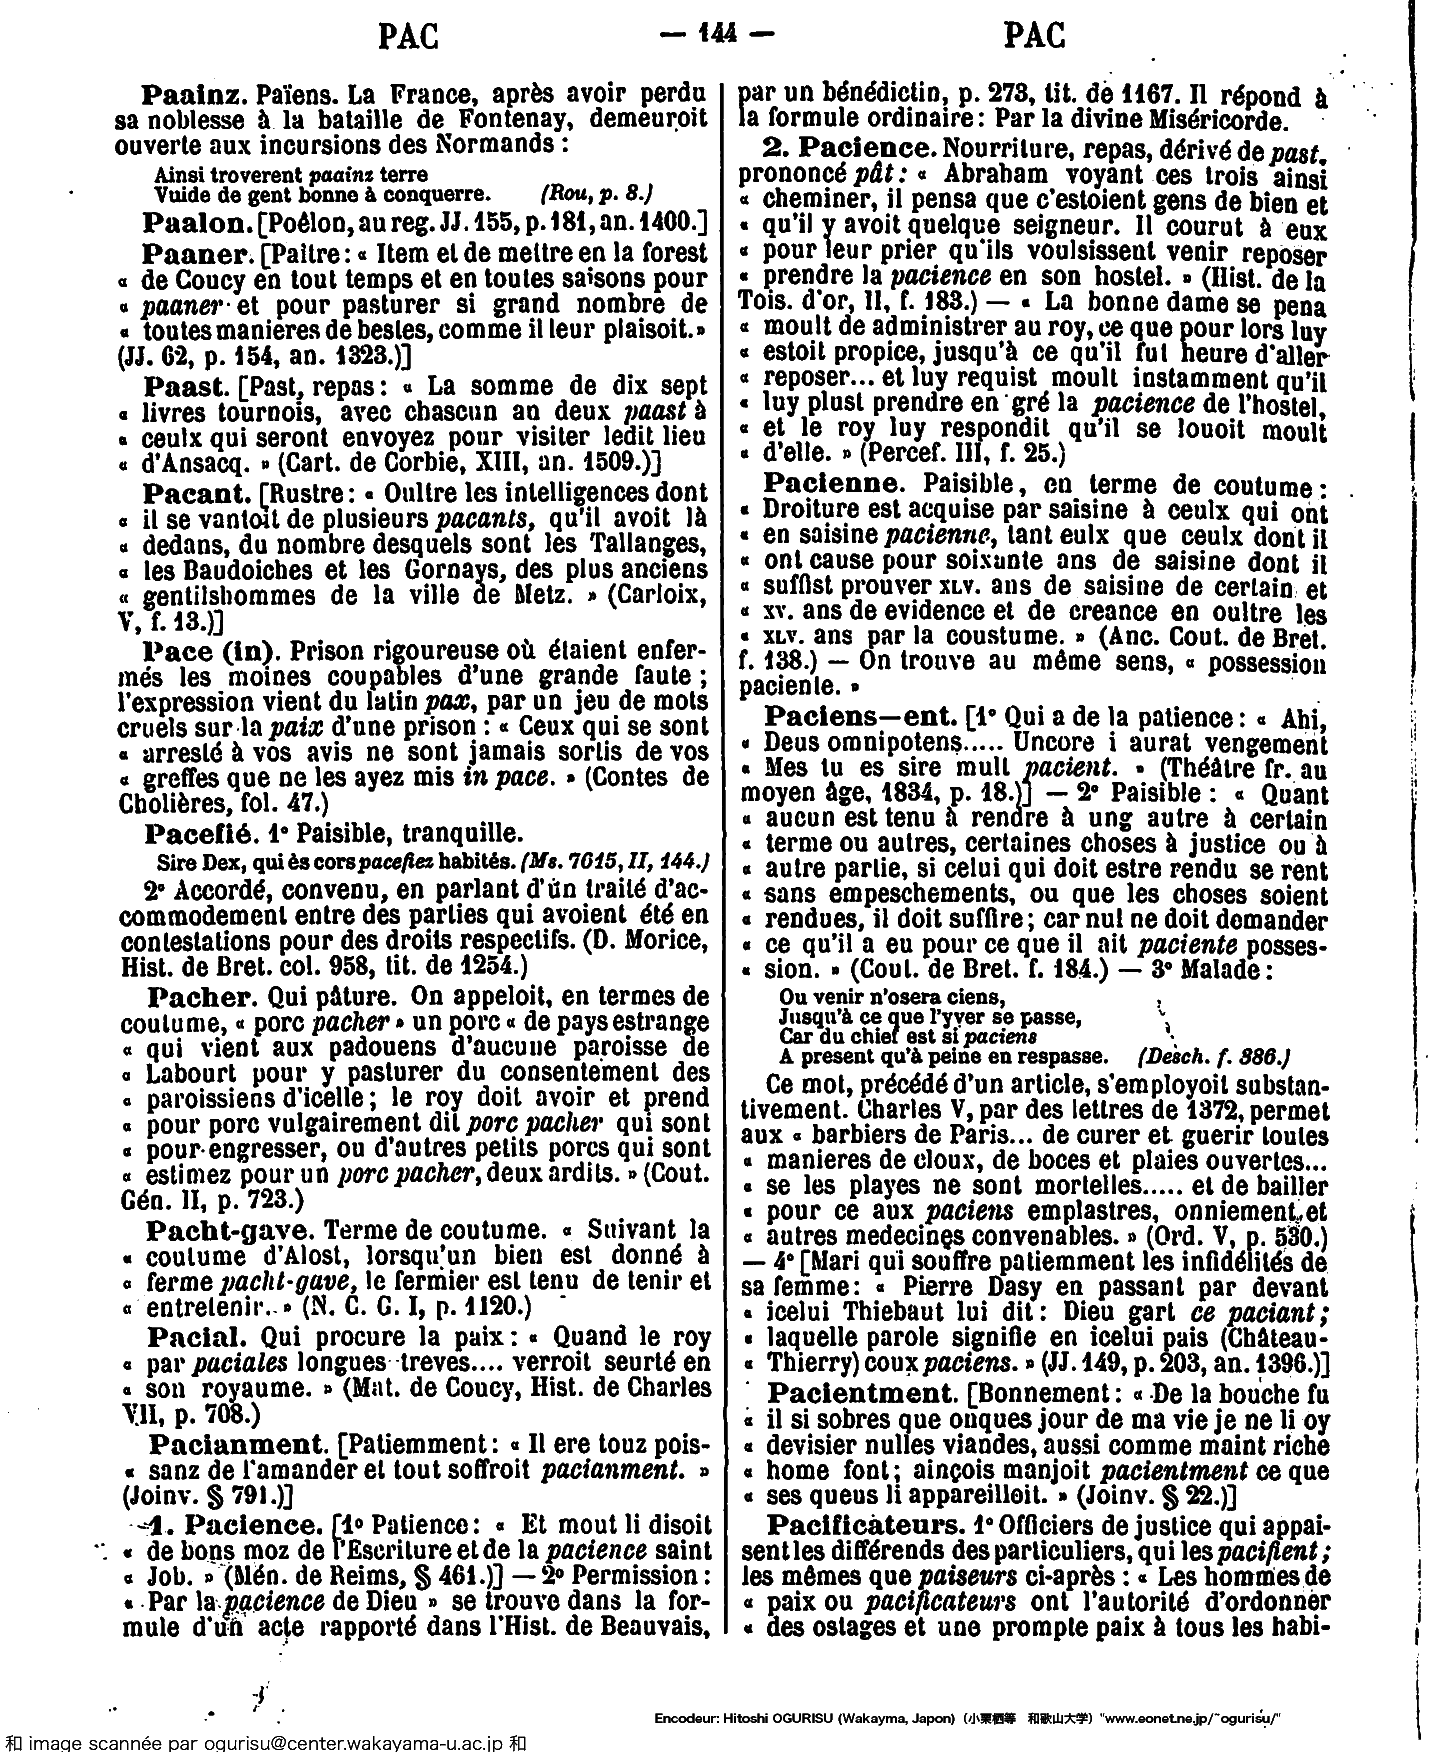 PAC — 144 — PAC
Paainz. Païens. La France, après avoir perdu
sa noblesse à la bataille de Fontenay, demeuroit
ouverte aux incursions des Normands :
Ainsi troverent paainz terre
Vuide de gent bonne à conquerre. (Rou, p. 8.)
Paalon. [Poêlon, au reg. JJ. 155, p. 181, an. 1400.]
Paaner. [Paitre : « Item et de mettre en la forest
« de Coucy en tout temps et en toutes saisons pour
« paaner et pour pasturer si grand nombre de
« toutes manieres de bestes, comme il leur plaisoit. »
(JJ. 62, p. 154, an. 1323.)]
Paast. [Past, repas : « La somme de dix sept
« livres tournois, avec chascun an deux paast à
« ceulx qui seront envoyez pour visiter ledit lieu
« d'Ansacq. » (Cart. de Corbie, XIII, an. 1509.)]
Pacant. [Rustre : « Oultre les intelligences dont
« il se vantoit de plusieurs pacants, qu'il avoit là
« dedans, du nombre desquels sont les Tallanges,
« les Baudoiches et les Gornays, des plus anciens
« gentilshommes de la ville de Metz. » (Carloix,
V, f. 13.)]
Pace (in). Prison rigoureuse où étaient enfer-
més les moines coupables d'une grande faute ;
l'expression vient du latin pax, par un jeu de mots
cruels sur la paix d'une prison : « Ceux qui se sont
« arresté à vos avis ne sont jamais sortis de vos
« greffes que ne les ayez mis in pace. » (Contes de
Cholières, fol. 47.)
Pacefié. 1° Paisible, tranquille.
Sire Dex, qui ès cors pacefiez habités. (Ms. 7615, II, 144.)
2° Accordé, convenu, en parlant d'un traité d'ac-
commodement entre des parties qui avoient été en
contestations pour des droits respectifs. (D. Morice,
Hist. de Bret. col. 958, tit. de 1254.)
Pacher. Qui pâture. On appeloit, en termes de
coutume, « porc pacher » un porc « de pays estrange
« qui vient aux padouens d'aucune paroisse de
« Labourt pour y pasturer du consentement des
« paroissiens d'icelle ; le roy doit avoir et prend
« pour porc vulgairement dit porc pacher qui sont
« pour engresser, ou d'autres petits porcs qui sont
« estimez pour un porc pacher, deux ardits. » (Cout.
Gén. II, p. 723.)
Pacht-gave. Terme de coutume. « Suivant la
« coutume d'Alost, lorsqu'un bien est donné à
« ferme pacht-gave, le fermier est tenu de tenir et
« entretenir. » (N. C. G. I, p. 1120.)
Pacial. Qui procure la paix : « Quand le roy
« par paciales longues treves.... verroit seurté en
« son royaume. » (Mat. de Coucy, Hist. de Charles
VII, p. 708.)
Pacianment. [Patiemment : « Il ere touz pois-
« sanz de l'amander et tout soffroit pacianment. »
(Joinv. § 791.)]
1. Pacience. [1° Patience : « Et mout li disoit
« de bons moz de l'Escriture et de la pacience saint
« Job. » (Mén. de Reims, § 461.)] — 2° Permission :
« Par la pacience de Dieu » se trouve dans la for-
mule d'un acte rapporté dans l'Hist. de Beauvais,
par un bénédictin, p. 273, tit. de 1167. Il répond à
la formule ordinaire : Par la divine Miséricorde.
2. Pacience. Nourriture, repas, dérivé de past,
prononcé pât : « Abraham voyant ces trois ainsi
« cheminer, il pensa que c'estoient gens de bien et
« qu'il y avoit quelque seigneur. Il courut à eux
« pour leur prier qu'ils voulsissent venir reposer
« prendre la pacience en son hostel. » (Hist. de la
Tois. d'or, II, f. 183.) — « La bonne dame se pena
« moult de administrer au roy, ce que pour lors luy
« estoit propice, jusqu'à ce qu'il fut heure d'aller
« reposer... et luy requist moult instamment qu'il
« luy plust prendre en gré la pacience de l'hostel,
« et le roy luy respondit qu'il se louoit moult
« d'elle. » (Percef. III, f. 25.)
Pacienne. Paisible, en terme de coutume :
« Droiture est acquise par saisine à ceulx qui ont
« en saisine pacienne, tant eulx que ceulx dont il
« ont cause pour soixante ans de saisine dont il
« suffist prouver XLV. ans de saisine de certain et
« XV. ans de evidence et de creance en oultre les
« XLV. ans par la coustume. » (Anc. Cout. de Bret.
f. 138.) — On trouve au même sens, « possession
paciente. »
Paciens—ent. [1° Qui a de la patience : « Ahi,
« Deus omnipotens..... Uncore i aurat vengement
« Mes tu es sire mult pacient. » (Théâtre fr. au
moyen âge, 1834, p. 18.)] — 2° Paisible : « Quant
« aucun est tenu à rendre à ung autre à certain
« terme ou autres, certaines choses à justice ou à
« autre partie, si celui qui doit estre rendu se rent
« sans empeschements, ou que les choses soient
« rendues, il doit suffire ; car nul ne doit demander
« ce qu'il a eu pour ce que il ait paciente posses-
« sion. » (Cout. de Bret. f. 184.) — 3° Malade :
Ou venir n'osera ciens,
Jusqu'à ce que l'yver se passe,
Car du chief est si paciens
A present qu'à peine en respasse. (Desch. f. 386.)
Ce mot, précédé d'un article, s'employoit substan-
tivement. Charles V, par des lettres de 1372, permet
aux « barbiers de Paris... de curer et guerir toutes
« manieres de cloux, de boces et plaies ouvertes...
« se les playes ne sont mortelles..... et de bailler
« pour ce aux paciens emplastres, onniement, et
« autres medecines convenables. » (Ord. V, p. 530.)
— 4° [Mari qui souffre patiemment les infidélités de
sa femme : « Pierre Dasy en passant par devant
« icelui Thiebaut lui dit : Dieu gart ce paciant ;
« laquelle parole signifie en icelui pais (Château-
« Thierry) coux paciens. » (JJ. 149, p. 203, an. 1396.)]
Pacientment. [Bonnement : « De la bouche fu
« il si sobres que onques jour de ma vie je ne li oy
« devisier nulles viandes, aussi comme maint riche
« home font ; ainçois manjoit pacientment ce que
« ses queus li appareilloit. » (Joinv. § 22.)]
Pacificateurs. 1° Officiers de justice qui appai-
sent les différends des particuliers, qui les pacifient ;
les mêmes que paiseurs ci-après : « Les hommes de
« paix ou pacificateurs ont l'autorité d'ordonner
« des ostages et une prompte paix à tous les habi-
Encodeur: Hitoshi OGURISU (Wakayma, Japon) (小栗栖等 和歌山大学) "www.eonet.ne.jp/~ogurisu/"
和 image scannée par ogurisu@center.wakayama-u.ac.jp 和